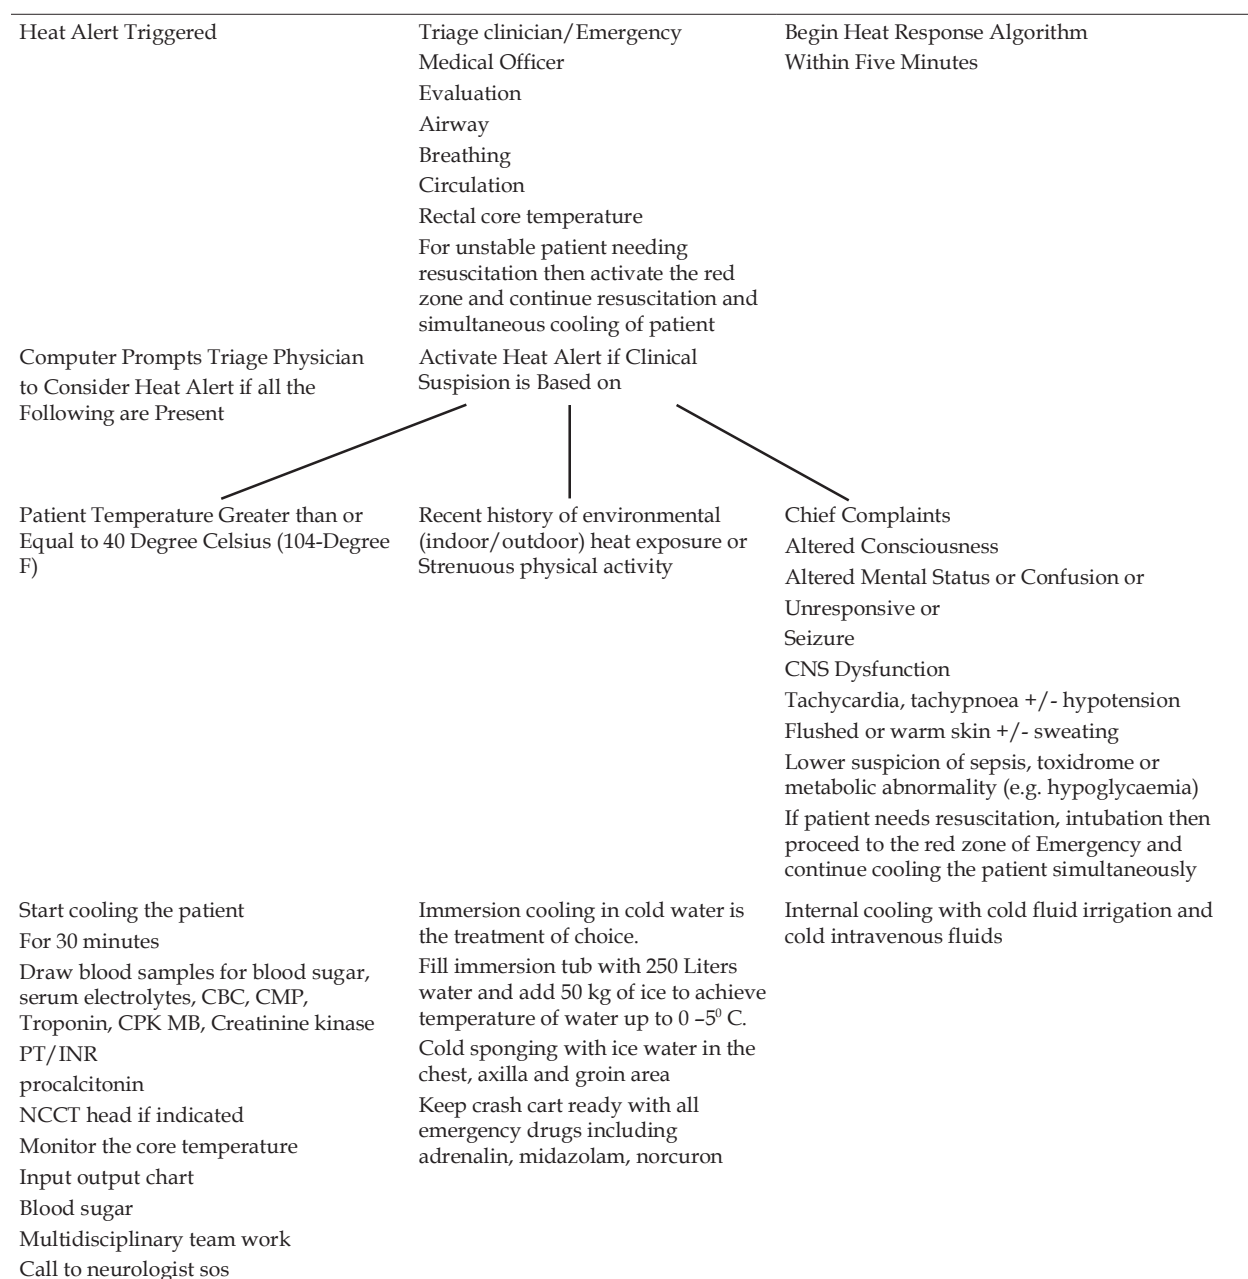 Heat Alert Triggered
Triage clinician/Emergency
Medical Officer
Evaluation
Airway
Breathing
Circulation
Rectal core temperature
For unstable patient needing
resuscitation then activate the red
zone and continue resuscitation and
simultaneous cooling of patient
Begin Heat Response Algorithm
Within Five Minutes
Computer Prompts Triage Physician
to Consider Heat Alert if all the
Following are Present
Activate Heat Alert if Clinical
Suspision is Based on
Patient Temperature Greater than or
Equal to 40 Degree Celsius (104-Degree
F)
Recent history of environmental
(indoor/outdoor) heat exposure or
Strenuous physical activity
Chief Complaints
Altered Consciousness
Altered Mental Status or Confusion or
Unresponsive or
Seizure
CNS Dysfunction
Tachycardia, tachypnoea +/- hypotension
Flushed or warm skin +/- sweating
Lower suspicion of sepsis, toxidrome or
metabolic abnormality (e.g. hypoglycaemia)
If patient needs resuscitation, intubation then
proceed to the red zone of Emergency and
continue cooling the patient simultaneously
Start cooling the patient
For 30 minutes
Draw blood samples for blood sugar,
serum electrolytes, CBC, CMP,
Troponin, CPK MB, Creatinine kinase
PT/INR
procalcitonin
NCCT head if indicated
Monitor the core temperature
Input output chart
Blood sugar
Multidisciplinary team work
Call to neurologist sos
Immersion cooling in cold water is
the treatment of choice.
Fill immersion tub with 250 Liters
water and add 50 kg of ice to achieve
temperature of water up to 0 –5⁰ C.
Cold sponging with ice water in the
chest, axilla and groin area
Keep crash cart ready with all
emergency drugs including
adrenalin, midazolam, norcuron
Internal cooling with cold fluid irrigation and
cold intravenous fluids